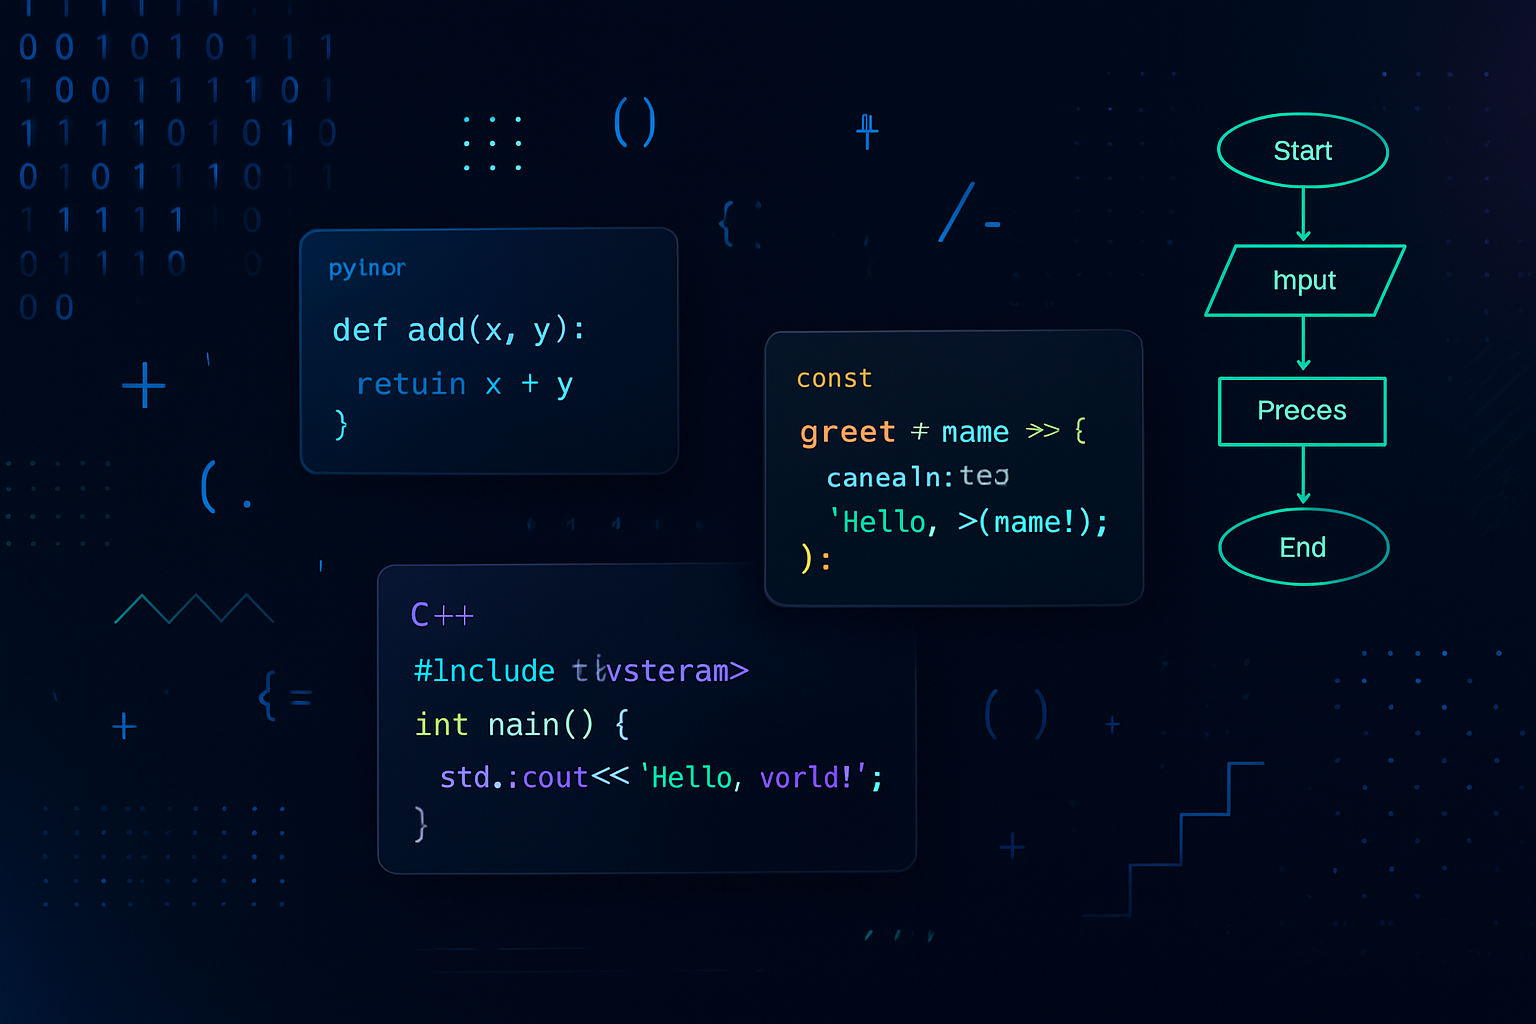 0 0 1 0 1 0 1 1 1
1 0 0 1 1 1 1 0 1
1 1 1 1 0 1 0 1 0
0 1 0 1 1 1 0 1 1
1 1 1 1 1 0
0 1 1 1 0 0
0 0
( )
{ :
/ -
+
( .
{ =
+
( )
+
+
pyinor
def add(x, y):
retuin x + y
}
const
greet ≠ mame >> {
canealn:
'Hello, >(mame!);
):
C++
#lnclude vsteram>
int nain() {
std.:cout<< 'Hello, vorld!';
}
Start
Imput
Preces
End